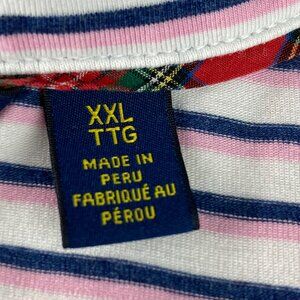 XXL
TTG
MADE IN
PERU
FABRIQUÉ AU
PÉROU